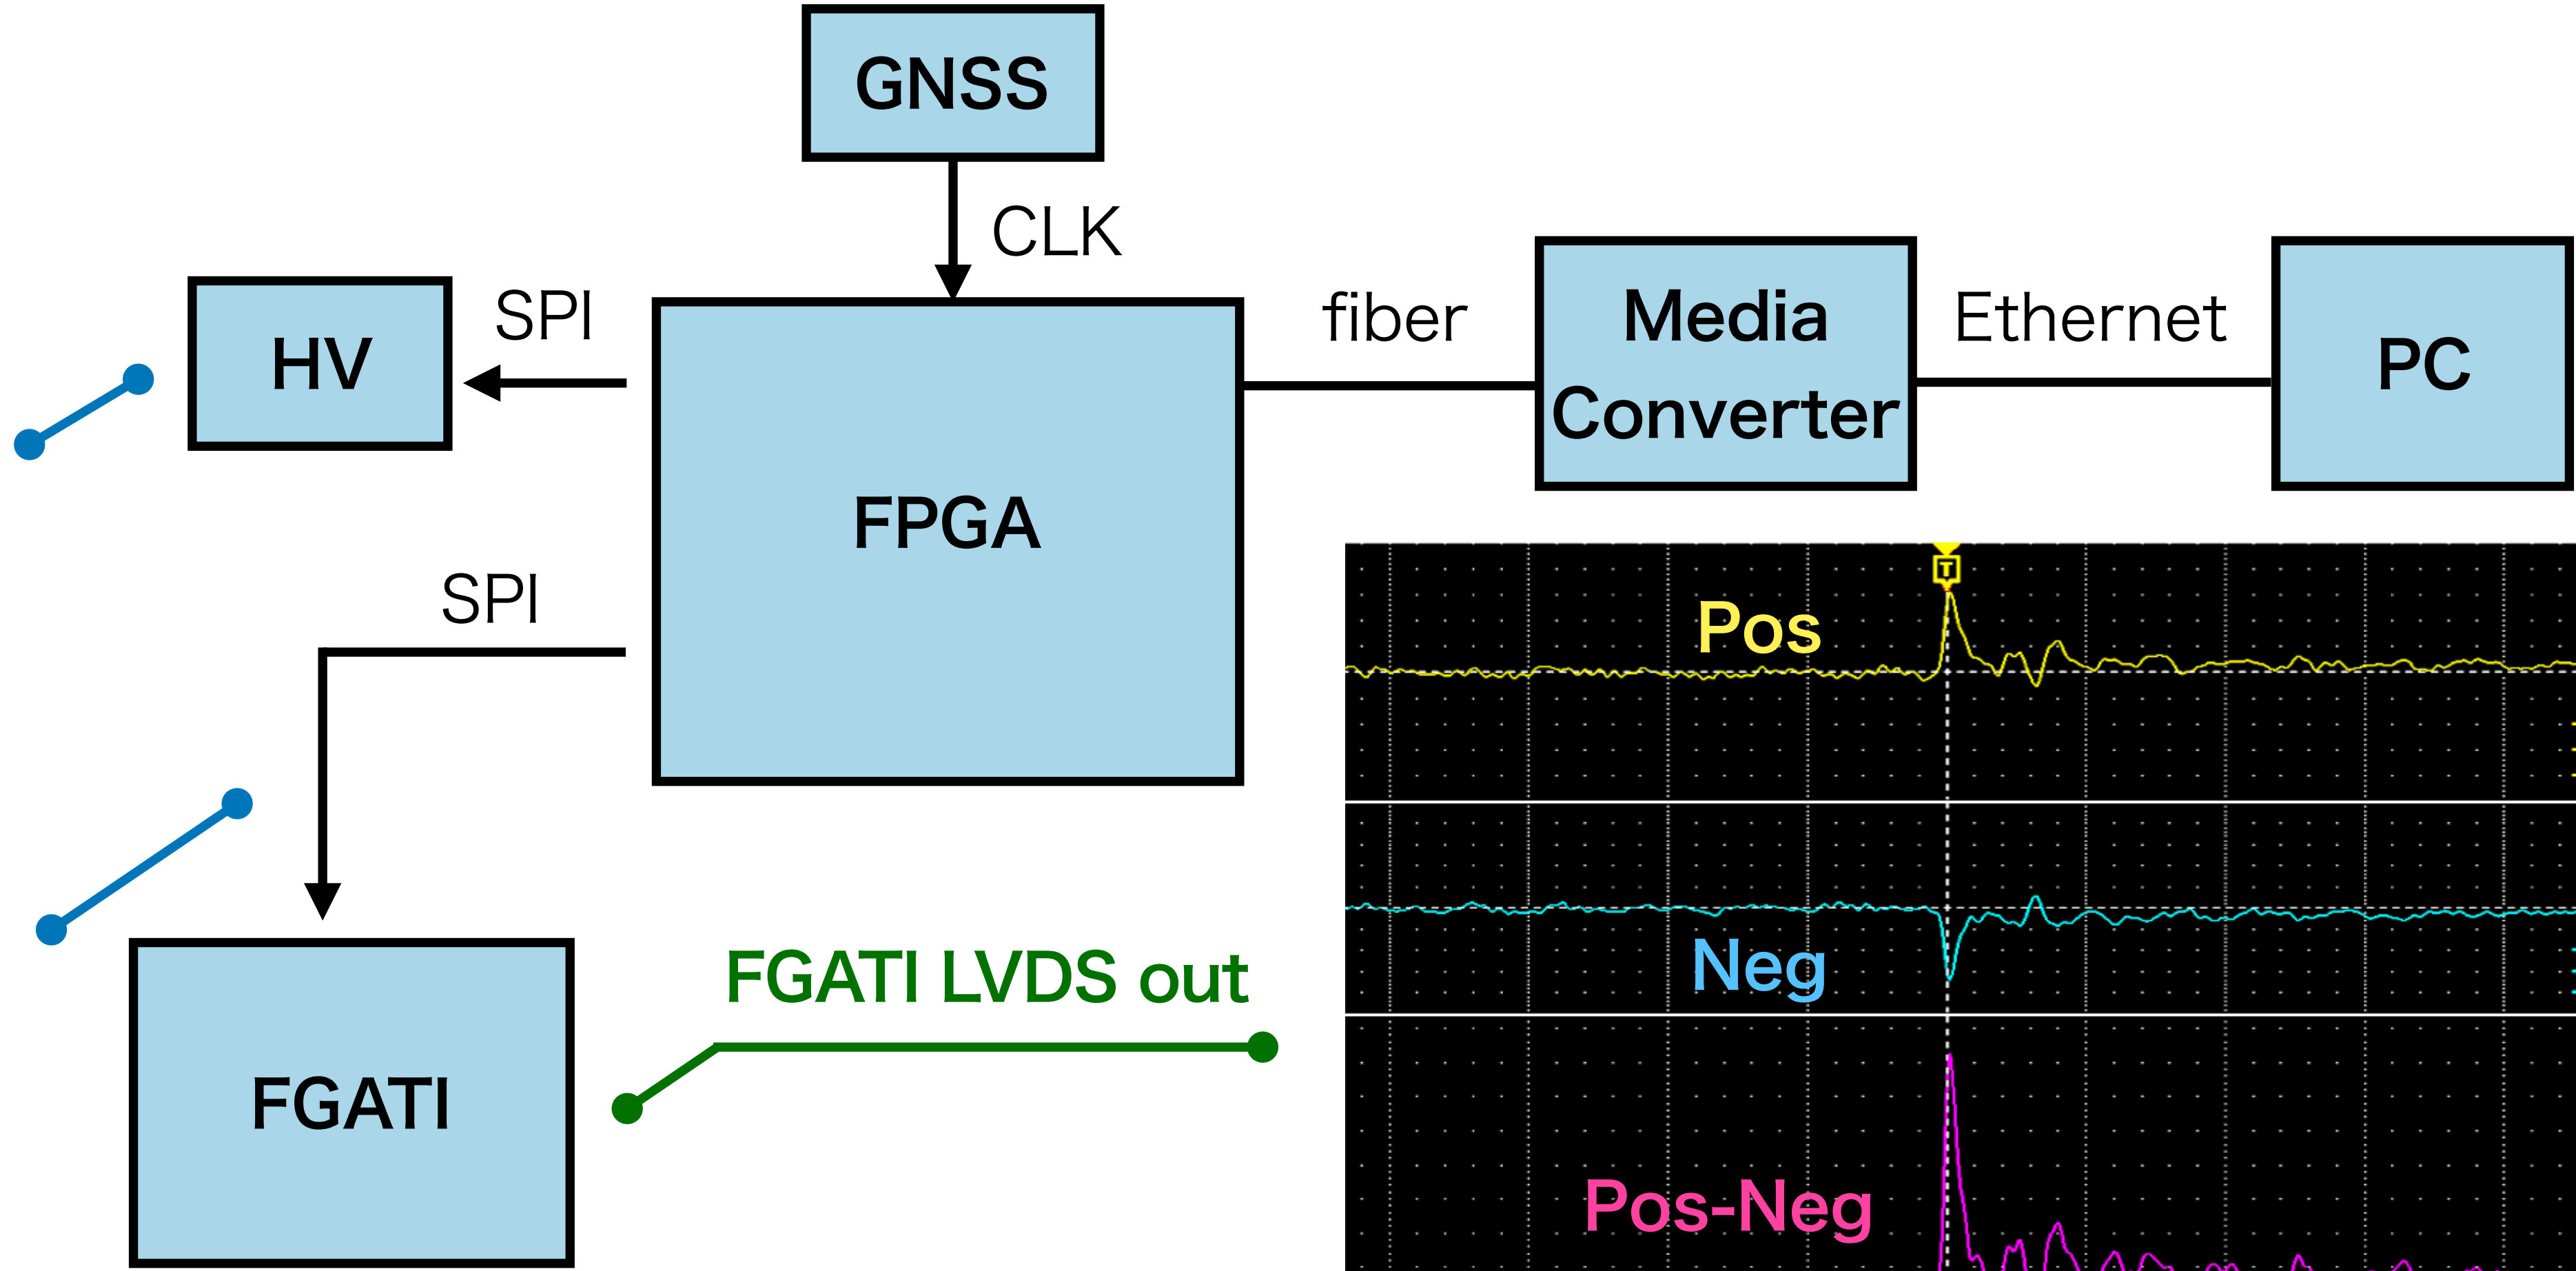 GNSS
CLK
HV
SPI
FPGA
fiber
Media
Converter
Ethernet
PC
SPI
FGATI
FGATI LVDS out
T
Pos
Neg
Pos-Neg